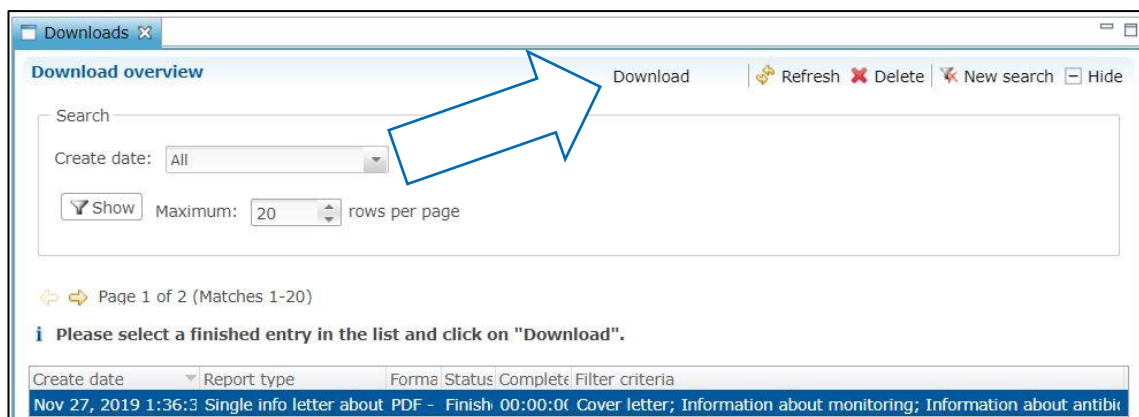 Downloads
Download overview
Download Refresh Delete New search Hide
Search
Create date: All
Show Maximum: 20 rows per page
Page 1 of 2 (Matches 1-20)
i Please select a finished entry in the list and click on "Download".
Create date Report type Forma Status Complete Filter criteria
Nov 27, 2019 1:36:3 Single info letter about PDF - Finish 00:00:0( Cover letter; Information about monitoring; Information about antibio